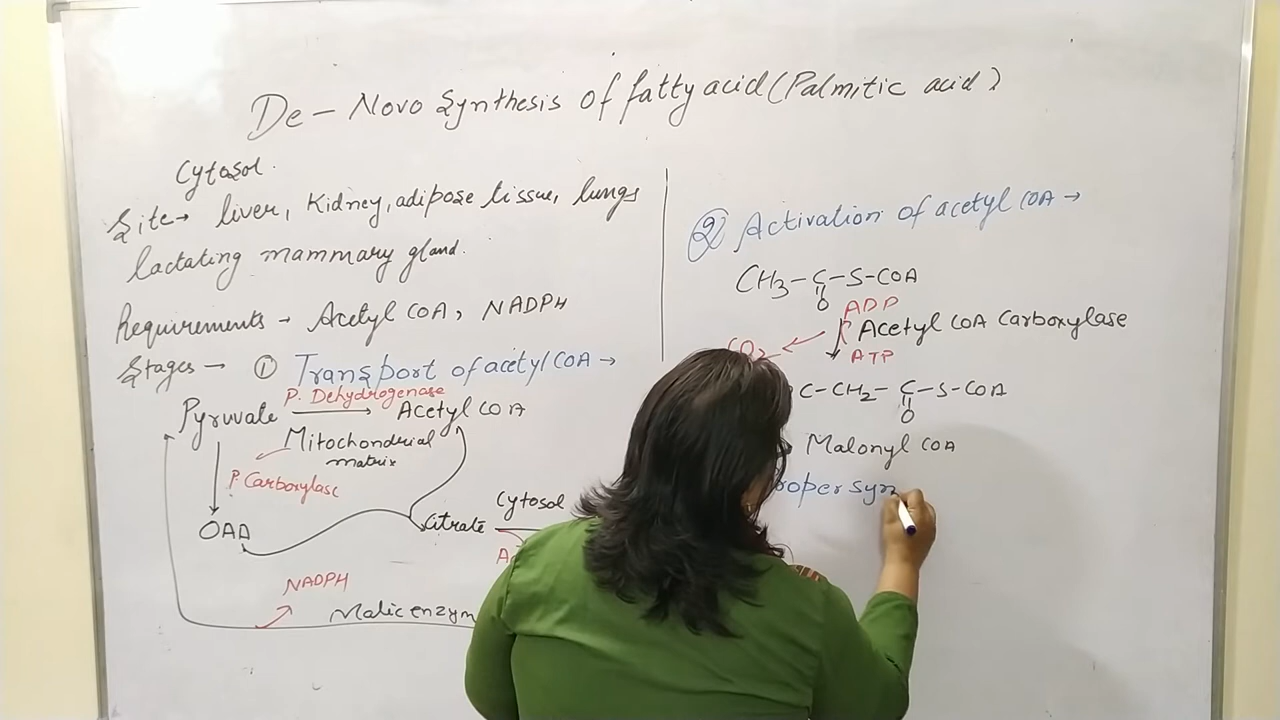 De - Novo Synthesis of fatty acid (Palmitic acid)
Cytosol.
Site → liver, Kidney, adipose tissue, lungs
lactating mammary gland.
Requirements → Acetyl COA, NADPH
Stages → ① Transport of acetyl COA →
P. Dehydrogenase
Pyruvate → Acetyl COA
Mitochondrial
matrix
P. Carboxylase
OAA
Citrate
Cytosol
NADPH
Malic enzym
② Activation of acetyl COA →
CH3-C-S-COA
O
ADP
Acetyl COA Carboxylase
ATP
C-CH2-C-S-COA
O
Malonyl COA
roper syn